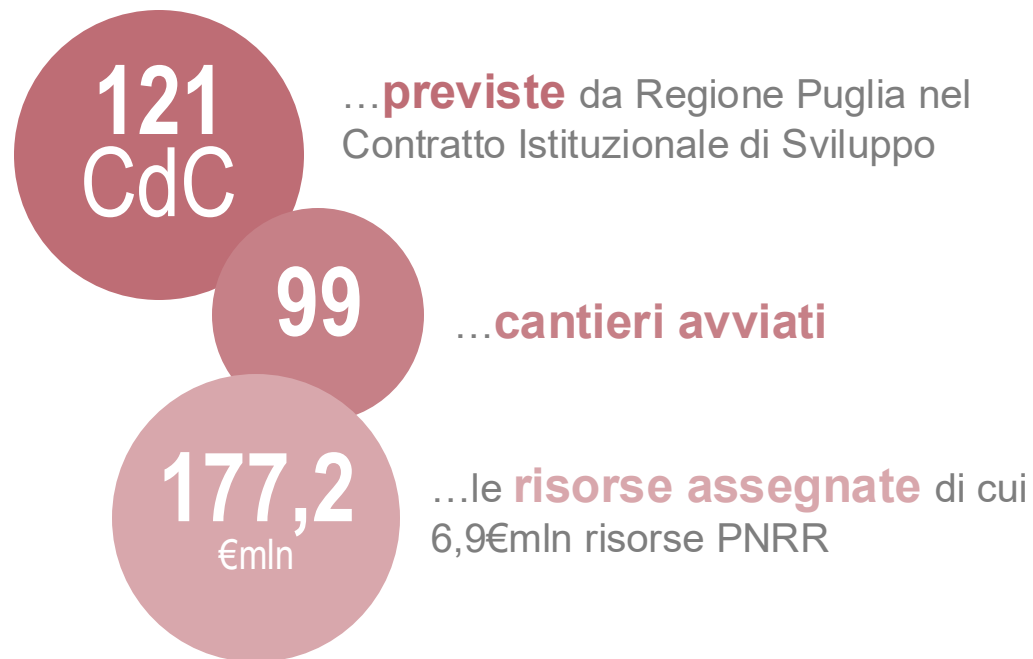 121
CdC
…previste da Regione Puglia nel
Contratto Istituzionale di Sviluppo
99
…cantieri avviati
177,2
€mln
…le risorse assegnate di cui
6,9€mln risorse PNRR